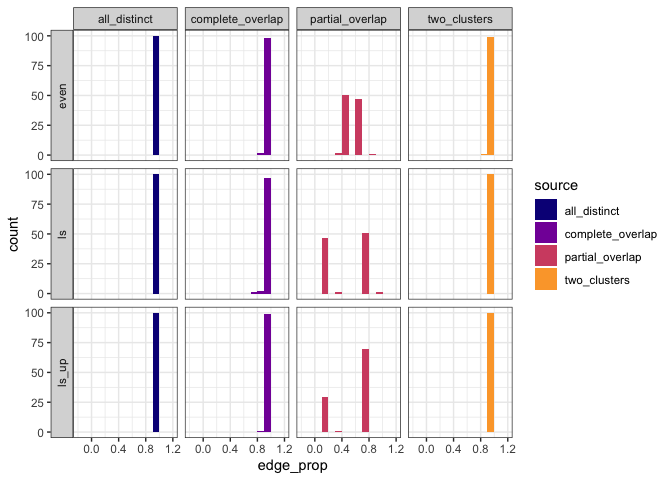 all_distinct complete_overlap partial_overlap two_clusters
100
75
50
25
0
even
100
75
50
25
0
ls
100
75
50
25
0
ls_up
count
0.0 0.4 0.8 1.2 0.0 0.4 0.8 1.2 0.0 0.4 0.8 1.2 0.0 0.4 0.8 1.2
edge_prop
source
all_distinct
complete_overlap
partial_overlap
two_clusters